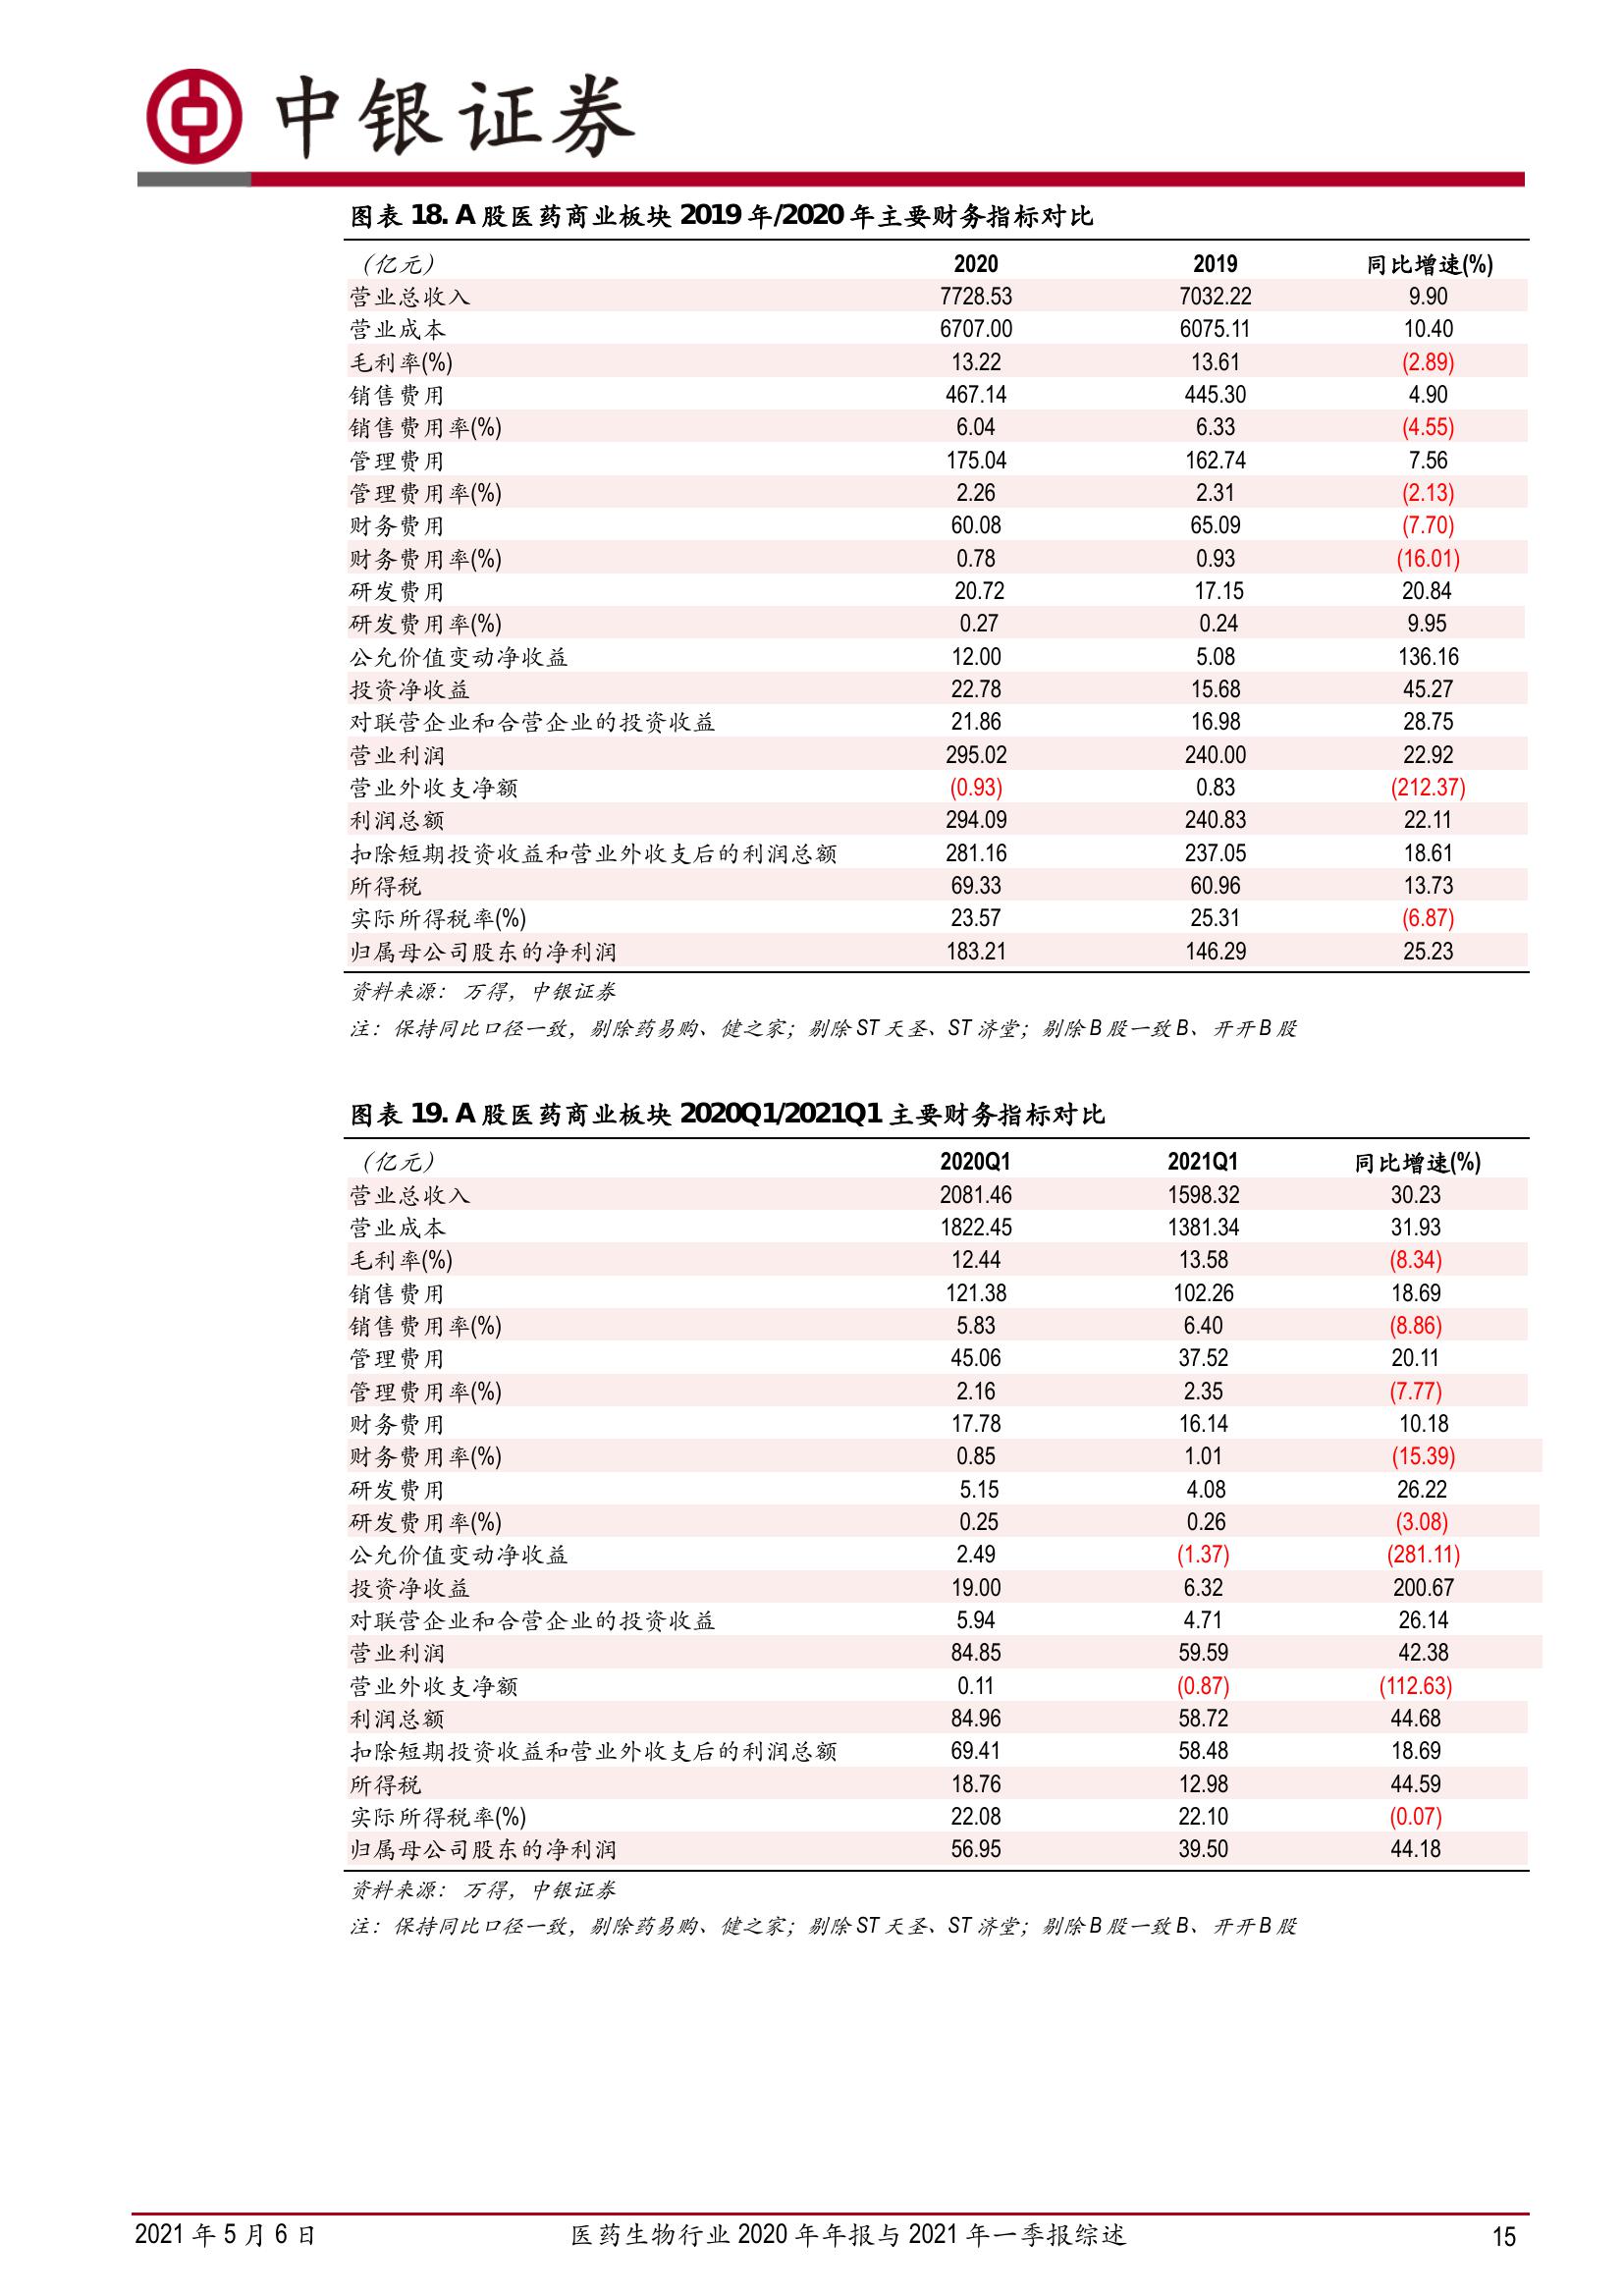 中银证券
图表 18. A 股医药商业板块 2019 年/2020 年主要财务指标对比
（亿元） 2020 2019 同比增速(%)
营业总收入 7728.53 7032.22 9.90
营业成本 6707.00 6075.11 10.40
毛利率(%) 13.22 13.61 (2.89)
销售费用 467.14 445.30 4.90
销售费用率(%) 6.04 6.33 (4.55)
管理费用 175.04 162.74 7.56
管理费用率(%) 2.26 2.31 (2.13)
财务费用 60.08 65.09 (7.70)
财务费用率(%) 0.78 0.93 (16.01)
研发费用 20.72 17.15 20.84
研发费用率(%) 0.27 0.24 9.95
公允价值变动净收益 12.00 5.08 136.16
投资净收益 22.78 15.68 45.27
对联营企业和合营企业的投资收益 21.86 16.98 28.75
营业利润 295.02 240.00 22.92
营业外收支净额 (0.93) 0.83 (212.37)
利润总额 294.09 240.83 22.11
扣除短期投资收益和营业外收支后的利润总额 281.16 237.05 18.61
所得税 69.33 60.96 13.73
实际所得税率(%) 23.57 25.31 (6.87)
归属母公司股东的净利润 183.21 146.29 25.23
资料来源： 万得，中银证券
注：保持同比口径一致，剔除药易购、健之家；剔除 ST 天圣、ST 济堂；剔除 B 股一致 B、开开 B 股
图表 19. A 股医药商业板块 2020Q1/2021Q1 主要财务指标对比
（亿元） 2020Q1 2021Q1 同比增速(%)
营业总收入 2081.46 1598.32 30.23
营业成本 1822.45 1381.34 31.93
毛利率(%) 12.44 13.58 (8.34)
销售费用 121.38 102.26 18.69
销售费用率(%) 5.83 6.40 (8.86)
管理费用 45.06 37.52 20.11
管理费用率(%) 2.16 2.35 (7.77)
财务费用 17.78 16.14 10.18
财务费用率(%) 0.85 1.01 (15.39)
研发费用 5.15 4.08 26.22
研发费用率(%) 0.25 0.26 (3.08)
公允价值变动净收益 2.49 (1.37) (281.11)
投资净收益 19.00 6.32 200.67
对联营企业和合营企业的投资收益 5.94 4.71 26.14
营业利润 84.85 59.59 42.38
营业外收支净额 0.11 (0.87) (112.63)
利润总额 84.96 58.72 44.68
扣除短期投资收益和营业外收支后的利润总额 69.41 58.48 18.69
所得税 18.76 12.98 44.59
实际所得税率(%) 22.08 22.10 (0.07)
归属母公司股东的净利润 56.95 39.50 44.18
资料来源： 万得，中银证券
注：保持同比口径一致，剔除药易购、健之家；剔除 ST 天圣、ST 济堂；剔除 B 股一致 B、开开 B 股
2021 年 5 月 6 日 医药生物行业 2020 年年报与 2021 年一季报综述 15